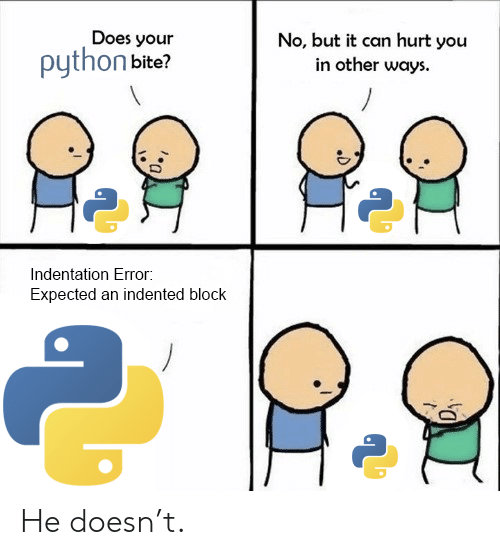 Does your
python bite?
No, but it can hurt you
in other ways.
Indentation Error:
Expected an indented block
He doesn’t.